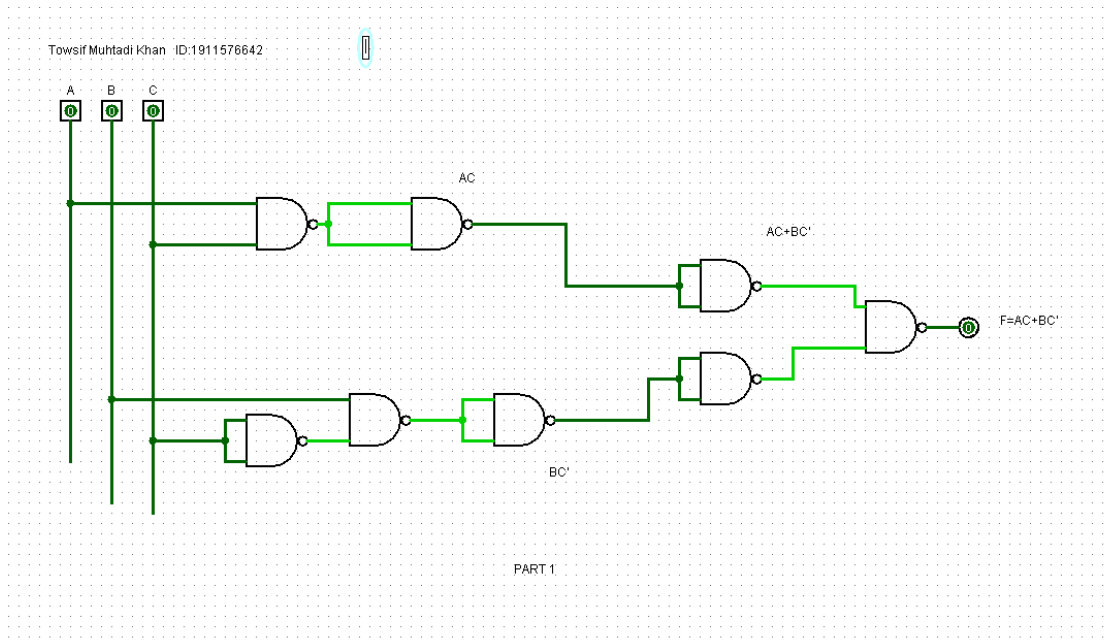 Towsif Muhtadi Khan ID:1911576642
A B C
0 0 0
AC
AC+BC'
0 F=AC+BC'
BC'
PART 1